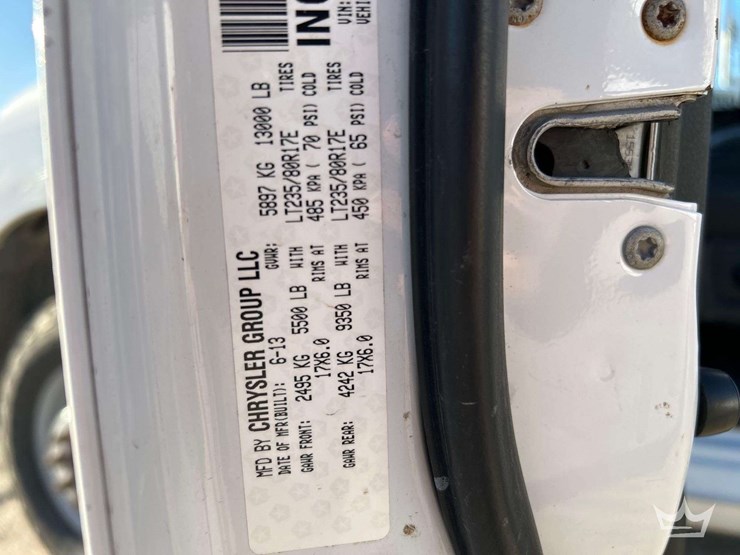 MFD BY CHRYSLER GROUP LLC
DATE OF MFR(BUILT): 6-13 GVWR: 5897 KG 13000 LB
GAWR FRONT: 2495 KG 5500 LB WITH LT235/80R17E TIRES
17X6.0 RIMS AT 485 KPA ( 70 PSI) COLD
GAWR REAR: 4242 KG 9350 LB WITH LT235/80R17E TIRES
17X6.0 RIMS AT 450 KPA ( 65 PSI) COLD
VIN:
VEHI